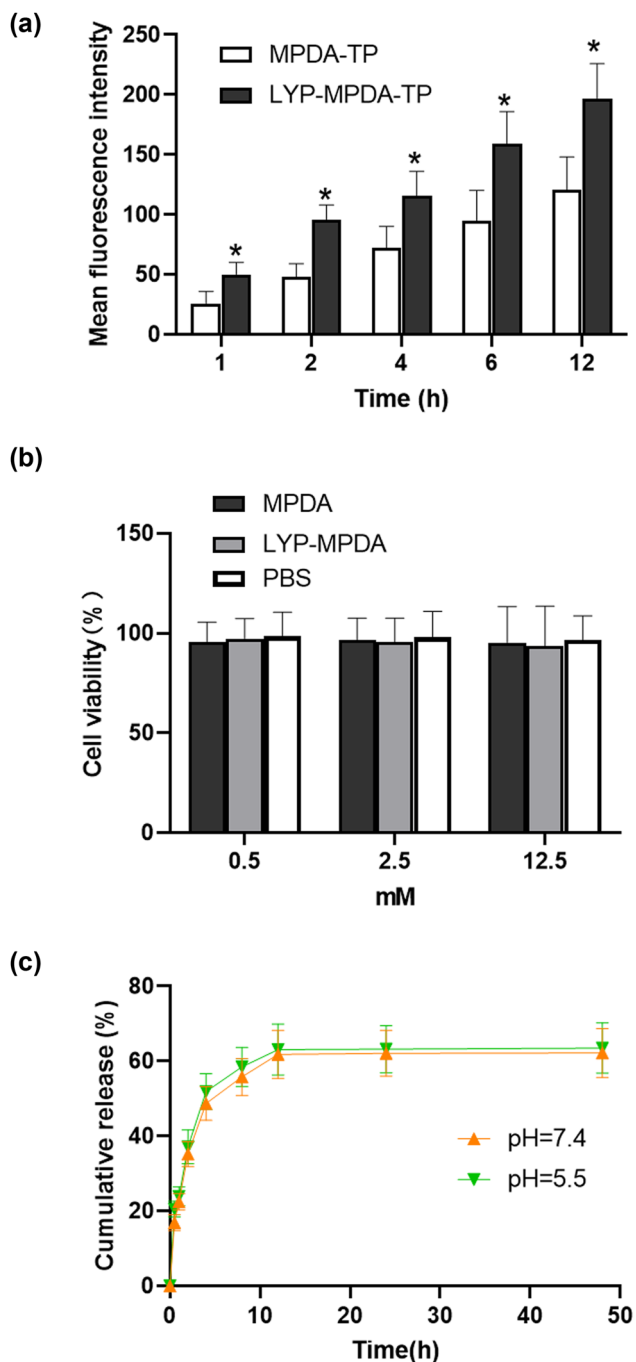 (a)
Mean fluorescence intensity
250
200
150
100
50
0
MPDA-TP
LYP-MPDA-TP
*
*
*
*
*
1 2 4 6 12
Time (h)
(b)
Cell viability(%)
150
100
50
0
MPDA
LYP-MPDA
PBS
0.5 2.5 12.5
mM
(c)
Cumulative release (%)
80
60
40
20
0
pH=7.4
pH=5.5
0 10 20 30 40 50
Time(h)